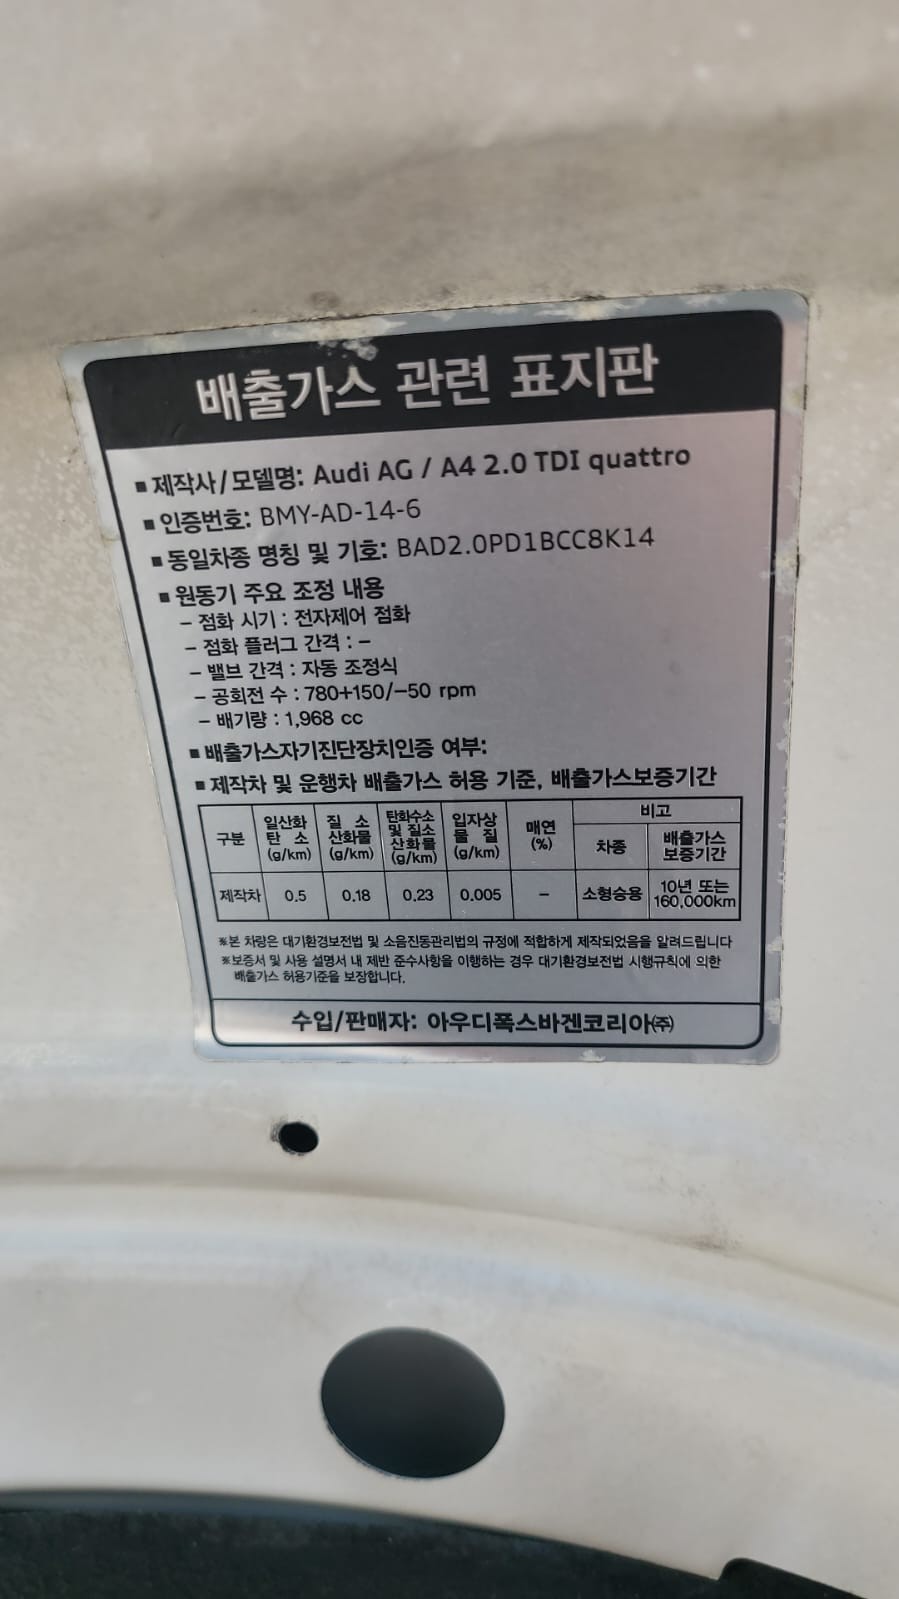 배출가스 관련 표지판
■ 제작사/모델명: Audi AG / A4 2.0 TDI quattro
■ 인증번호: BMY-AD-14-6
■ 동일차종 명칭 및 기호: BAD2.0PD1BCC8K14
■ 원동기 주요 조정 내용
– 점화 시기 : 전자제어 점화
– 점화 플러그 간격 : –
– 밸브 간격 : 자동 조정식
– 공회전 수 : 780+150/–50 rpm
– 배기량 : 1,968 cc
■ 배출가스자기진단장치인증 여부:
■ 제작차 및 운행차 배출가스 허용 기준, 배출가스보증기간
구분 일산화탄소 (g/km) 질소산화물 (g/km) 탄화수소 및 질소산화물 (g/km) 입자상물질 (g/km) 매연 (%) 비고
차종 배출가스 보증기간
제작차 0.5 0.18 0.23 0.005 – 소형승용 10년 또는 160,000km
※본 차량은 대기환경보전법 및 소음진동관리법의 규정에 적합하게 제작되었음을 알려드립니다
※보증서 및 사용 설명서 내 제반 준수사항을 이행하는 경우 대기환경보전법 시행규칙에 의한
배출가스 허용기준을 보장합니다.
수입/판매자: 아우디폭스바겐코리아㈜